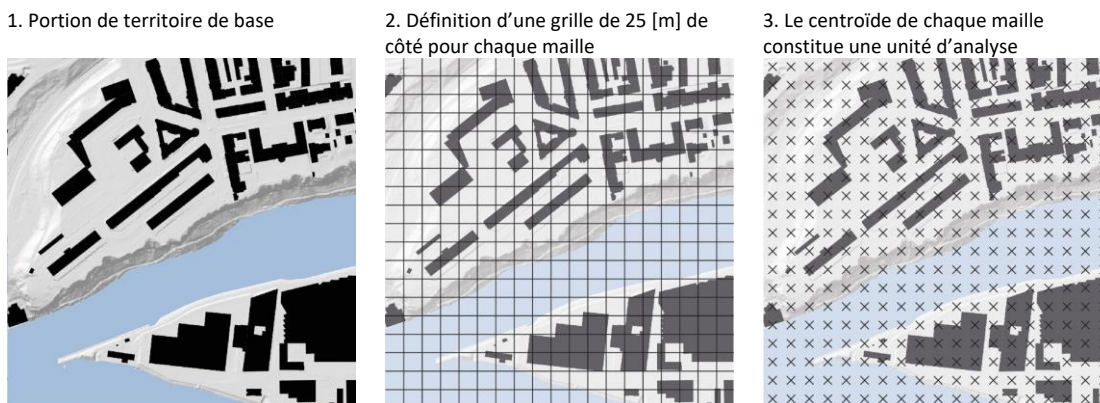 1. Portion de territoire de base
2. Définition d’une grille de 25 [m] de
côté pour chaque maille
3. Le centroïde de chaque maille
constitue une unité d’analyse